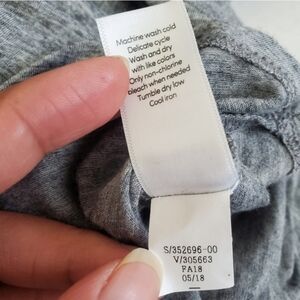 Machine wash cold
Delicate cycle
Wash and dry
with like colors
Only non-chlorine
bleach when needed
Tumble dry low
Cool iron
S/352696-00
V/305663
FA18
05/18